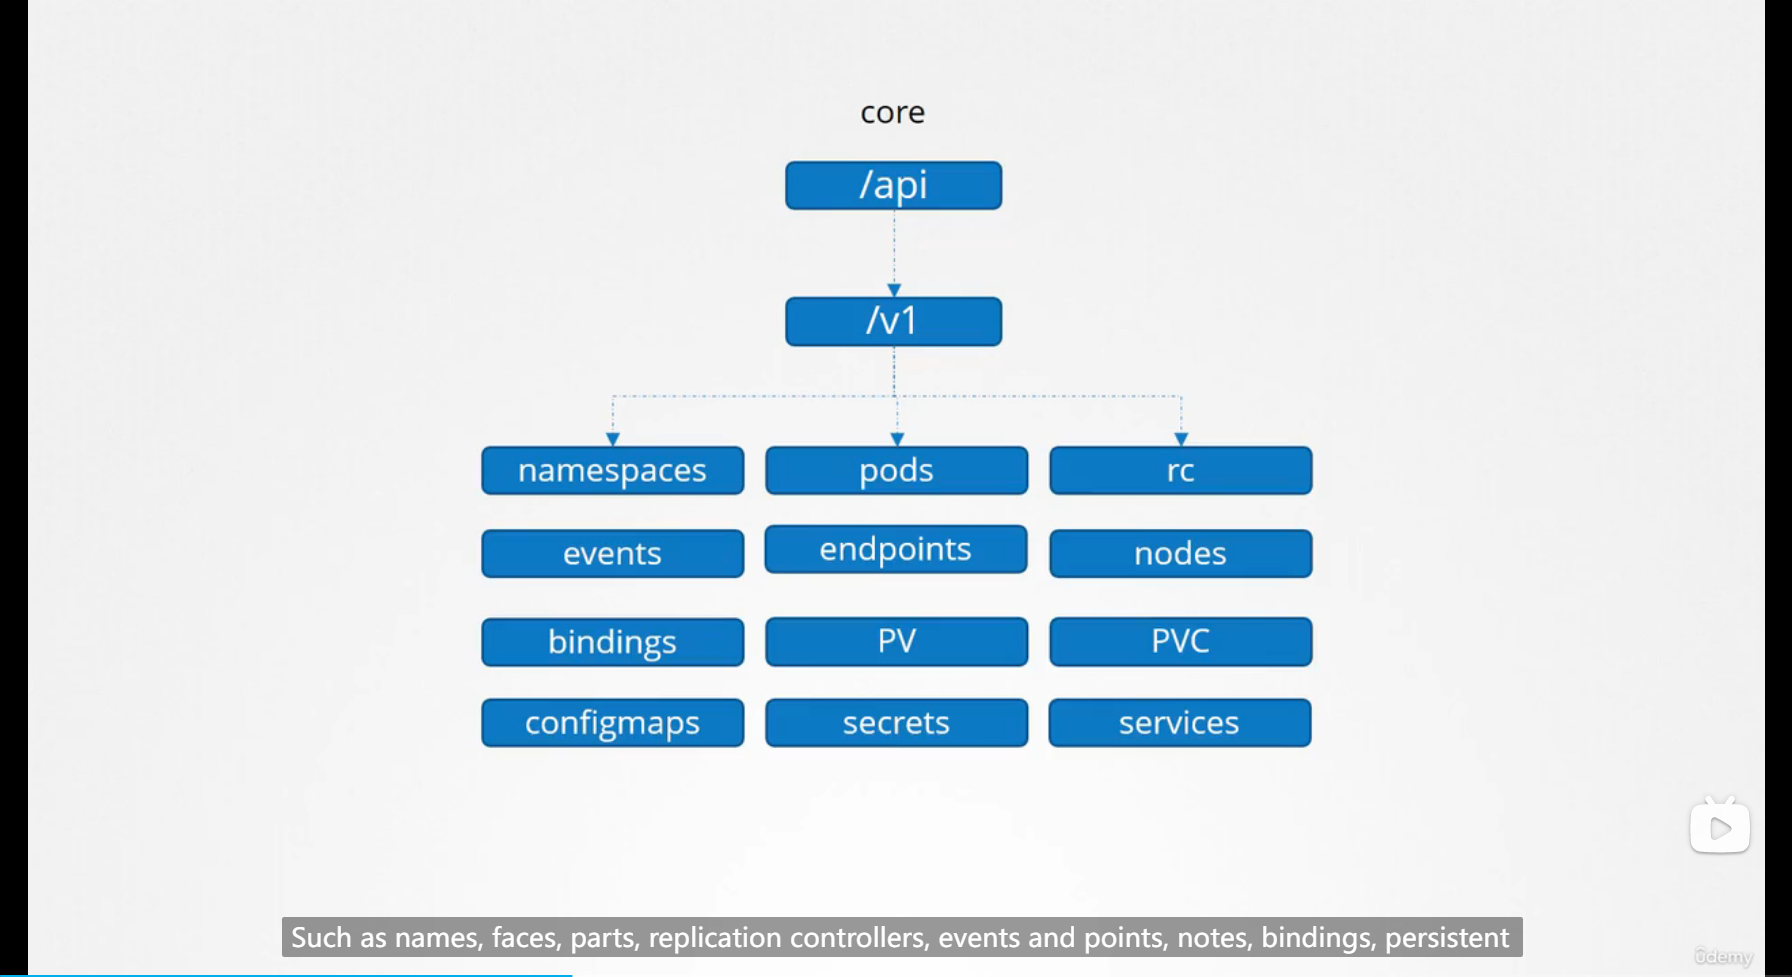 core
/api
/v1
namespaces pods rc
events endpoints nodes
bindings PV PVC
configmaps secrets services
Such as names, faces, parts, replication controllers, events and points, notes, bindings, persistent
ûdemy